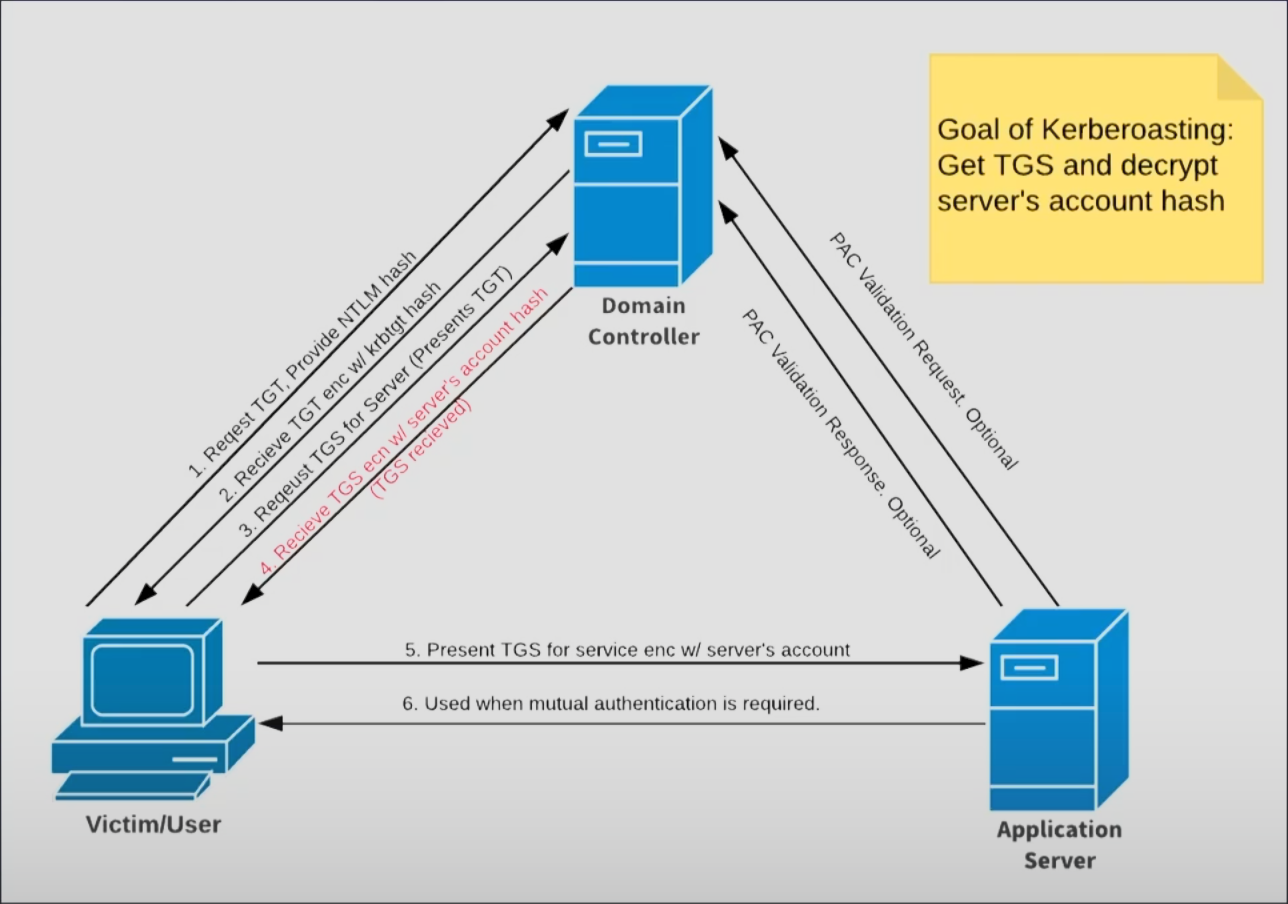 Goal of Kerberoasting:
Get TGS and decrypt
server's account hash
Domain
Controller
1. Reqest TGT, Provide NTLM hash
2. Recieve TGT enc w/ krbtgt hash
3. Reqeust TGS for Server (Presents TGT)
4. Recieve TGS ecn w/ server's account hash
(TGS recieved)
PAC Validation Request. Optional
PAC Validation Response. Optional
5. Present TGS for service enc w/ server's account
6. Used when mutual authentication is required.
Victim/User
Application
Server